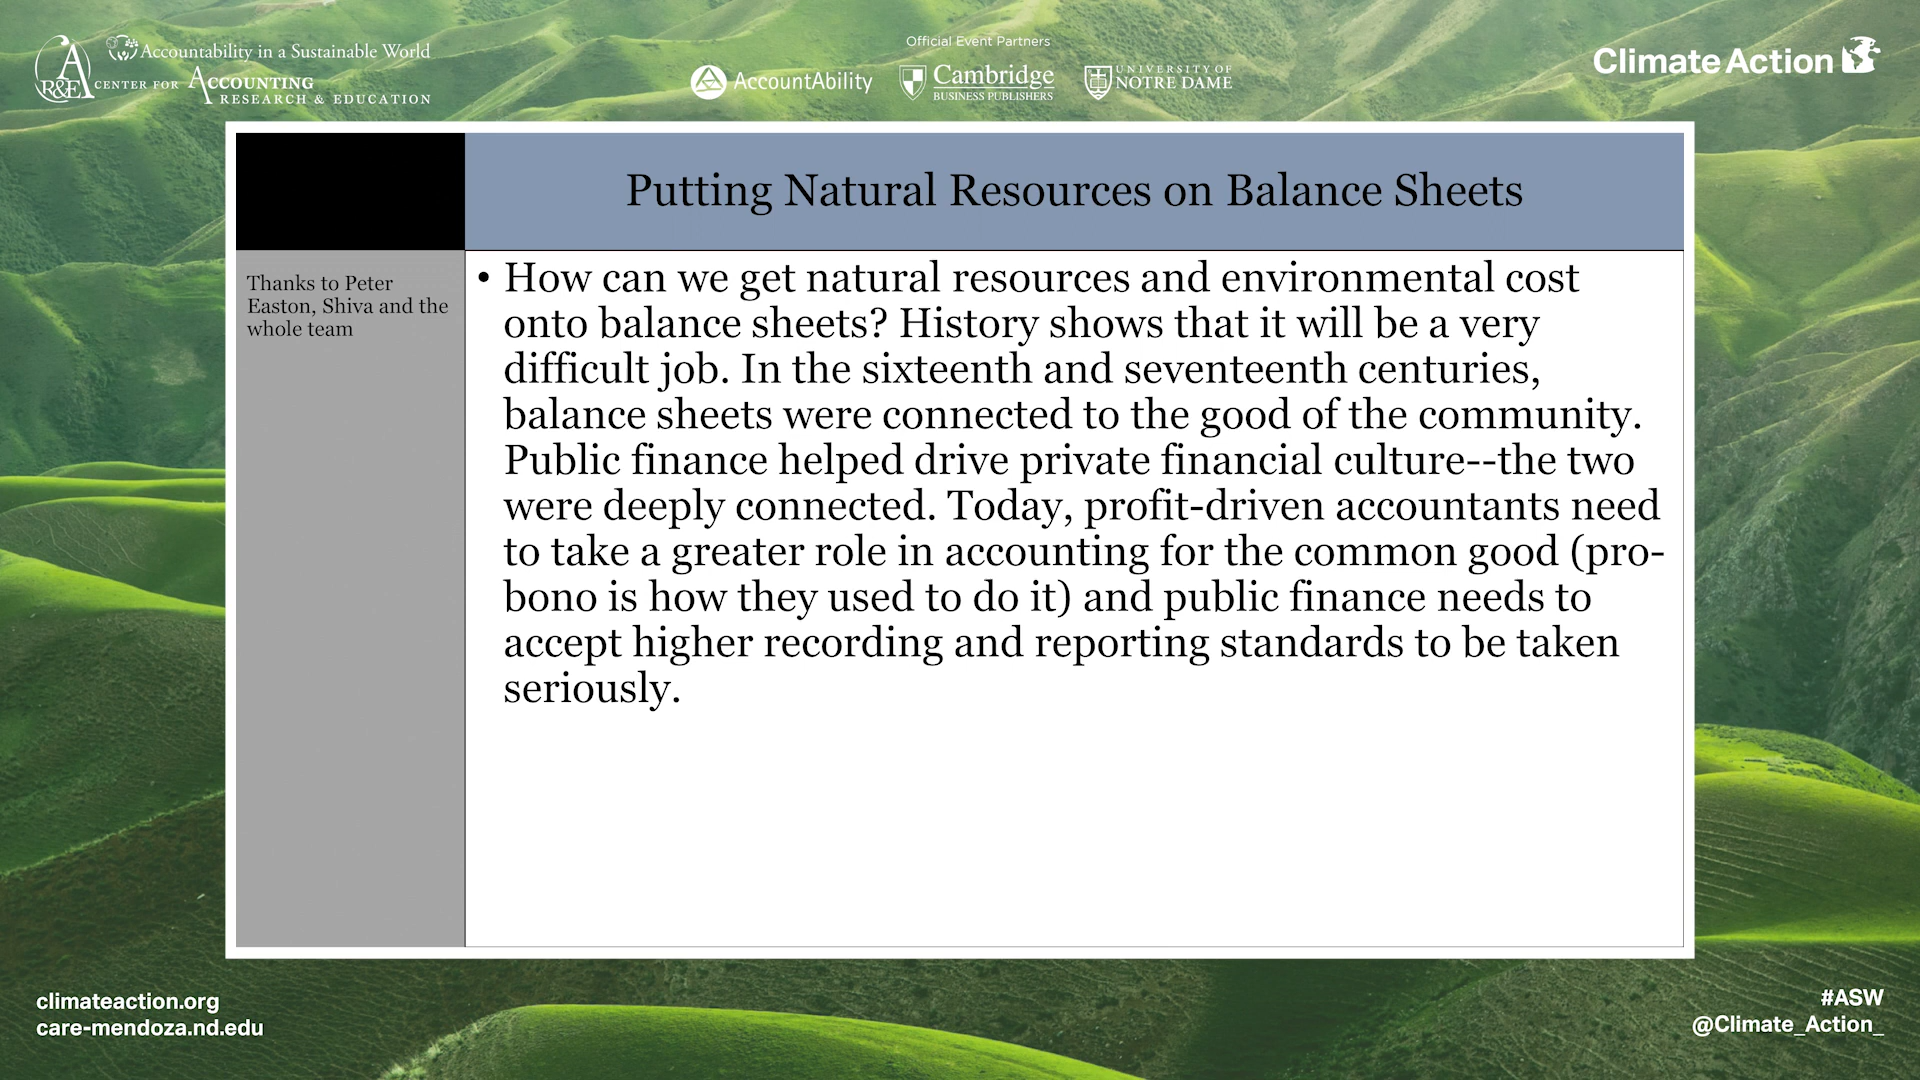 Accountability in a Sustainable World
CARE
R&E
CENTER FOR ACCOUNTING
RESEARCH & EDUCATION
Official Event Partners
AccountAbility
Cambridge
BUSINESS PUBLISHERS
UNIVERSITY OF
NOTRE DAME
Climate Action
Putting Natural Resources on Balance Sheets
Thanks to Peter
Easton, Shiva and the
whole team
• How can we get natural resources and environmental cost
onto balance sheets? History shows that it will be a very
difficult job. In the sixteenth and seventeenth centuries,
balance sheets were connected to the good of the community.
Public finance helped drive private financial culture--the two
were deeply connected. Today, profit-driven accountants need
to take a greater role in accounting for the common good (pro-
bono is how they used to do it) and public finance needs to
accept higher recording and reporting standards to be taken
seriously.
climateaction.org
care-mendoza.nd.edu
#ASW
@Climate_Action_